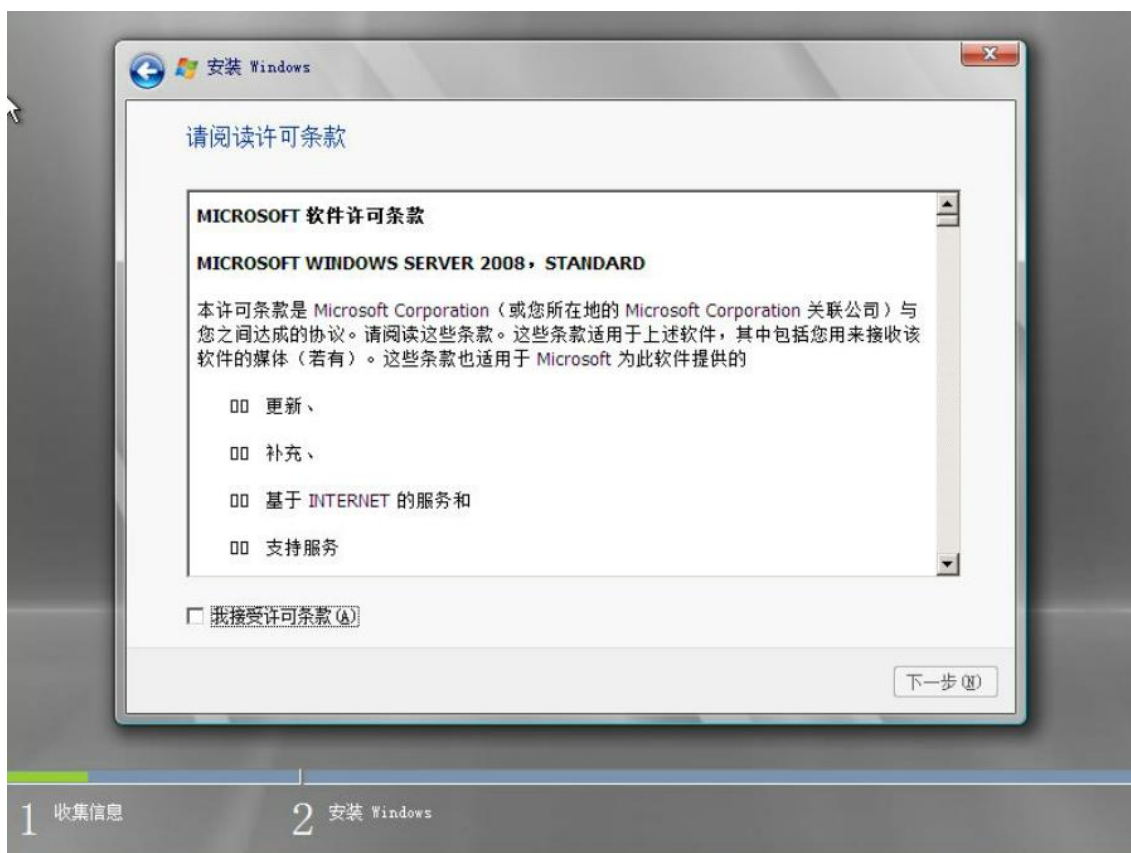 安装 Windows
请阅读许可条款
MICROSOFT 软件许可条款
MICROSOFT WINDOWS SERVER 2008，STANDARD
本许可条款是 Microsoft Corporation（或您所在地的 Microsoft Corporation 关联公司）与
您之间达成的协议。请阅读这些条款。这些条款适用于上述软件，其中包括您用来接收该
软件的媒体（若有）。这些条款也适用于 Microsoft 为此软件提供的
更新、
补充、
基于 INTERNET 的服务和
支持服务
我接受许可条款(A)
下一步(N)
1 收集信息
2 安装 Windows